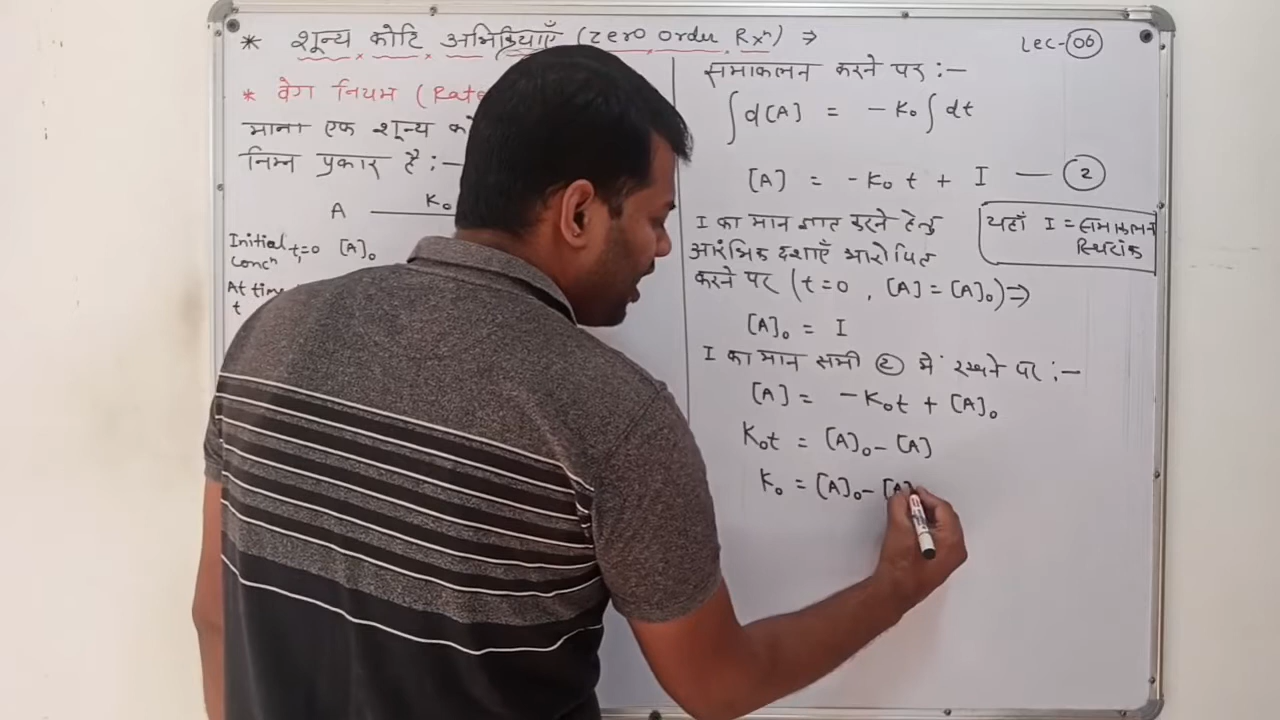 * शून्य कोटि अभिक्रियाएँ (zero order Rxⁿ) ⇒
Lec-06
* वेग नियम (Rate
माना एक शून्य को
निम्न प्रकार है :-
A K₀
Initial concⁿ t=0 [A]₀
At time
t
समाकलन करने पर :-
∫d[A] = -K₀∫dt
[A] = -K₀t + I — ②
I का मान ज्ञात करने हेतु
आरंभिक दशाएँ आरोपित
करने पर (t=0, [A]=[A]₀)⇒
यहाँ I = समाकलन
स्थिरांक
[A]₀ = I
I का मान समी ② में रखने पर :-
[A] = -K₀t + [A]₀
K₀t = [A]₀-[A]
K₀ = [A]₀-[A]